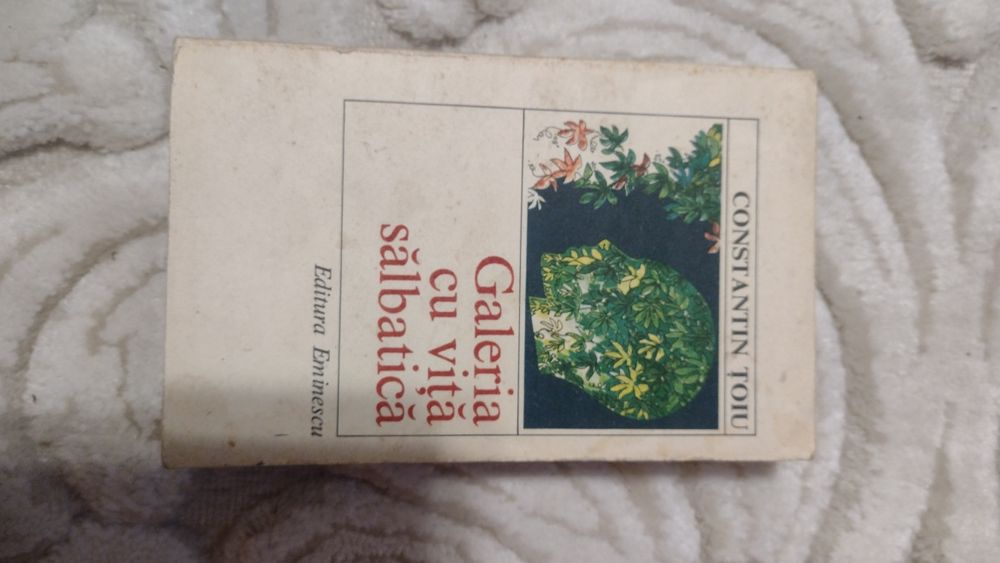 CONSTANTIN ȚOIU
Galeria
cu viță
sălbatică
Editura Eminescu